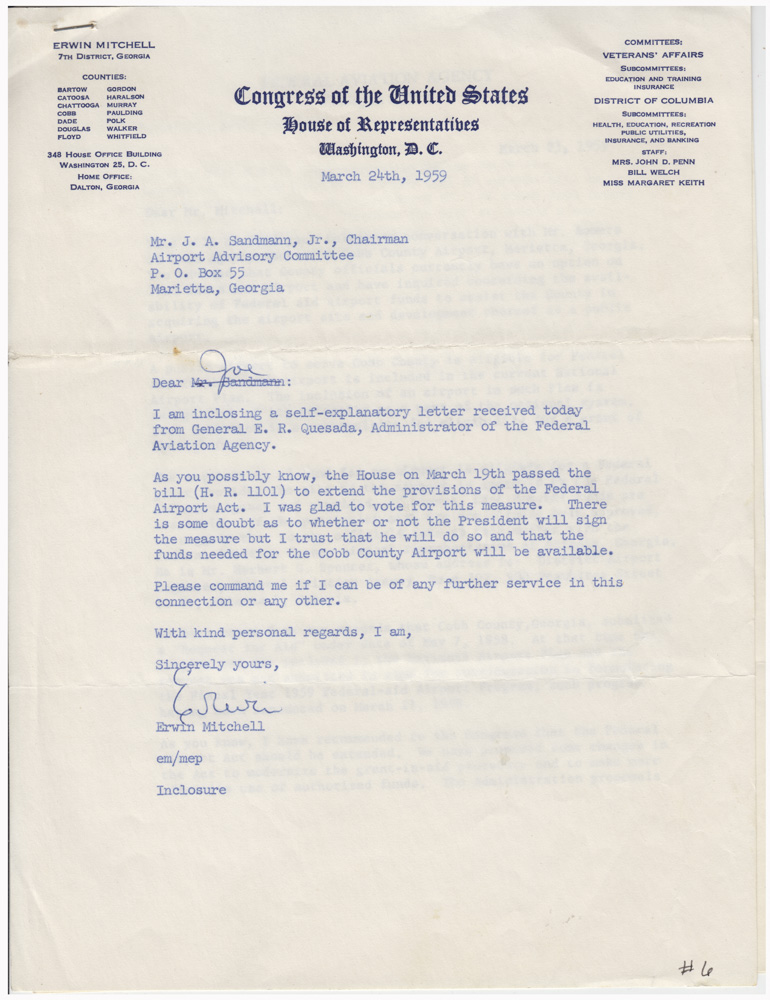 ERWIN MITCHELL
7TH DISTRICT, GEORGIA
COUNTIES:
BARTOW GORDON
CATOOSA HARALSON
CHATTOOGA MURRAY
COBB PAULDING
DADE POLK
DOUGLAS WALKER
FLOYD WHITFIELD
348 HOUSE OFFICE BUILDING
WASHINGTON 25, D. C.
HOME OFFICE:
DALTON, GEORGIA
Congress of the United States
House of Representatives
Washington, D. C.
March 24th, 1959
COMMITTEES:
VETERANS' AFFAIRS
SUBCOMMITTEES:
EDUCATION AND TRAINING
INSURANCE
DISTRICT OF COLUMBIA
SUBCOMMITTEES:
HEALTH, EDUCATION, RECREATION
PUBLIC UTILITIES,
INSURANCE, AND BANKING
STAFF:
MRS. JOHN D. PENN
BILL WELCH
MISS MARGARET KEITH
Mr. J. A. Sandmann, Jr., Chairman
Airport Advisory Committee
P. O. Box 55
Marietta, Georgia
Joe
Dear Mr. Sandmann:
I am inclosing a self-explanatory letter received today
from General E. R. Quesada, Administrator of the Federal
Aviation Agency.
As you possibly know, the House on March 19th passed the
bill (H. R. 1101) to extend the provisions of the Federal
Airport Act. I was glad to vote for this measure. There
is some doubt as to whether or not the President will sign
the measure but I trust that he will do so and that the
funds needed for the Cobb County Airport will be available.
Please command me if I can be of any further service in this
connection or any other.
With kind personal regards, I am,
Sincerely yours,
Erwin
Erwin Mitchell
em/mep
Inclosure
#6